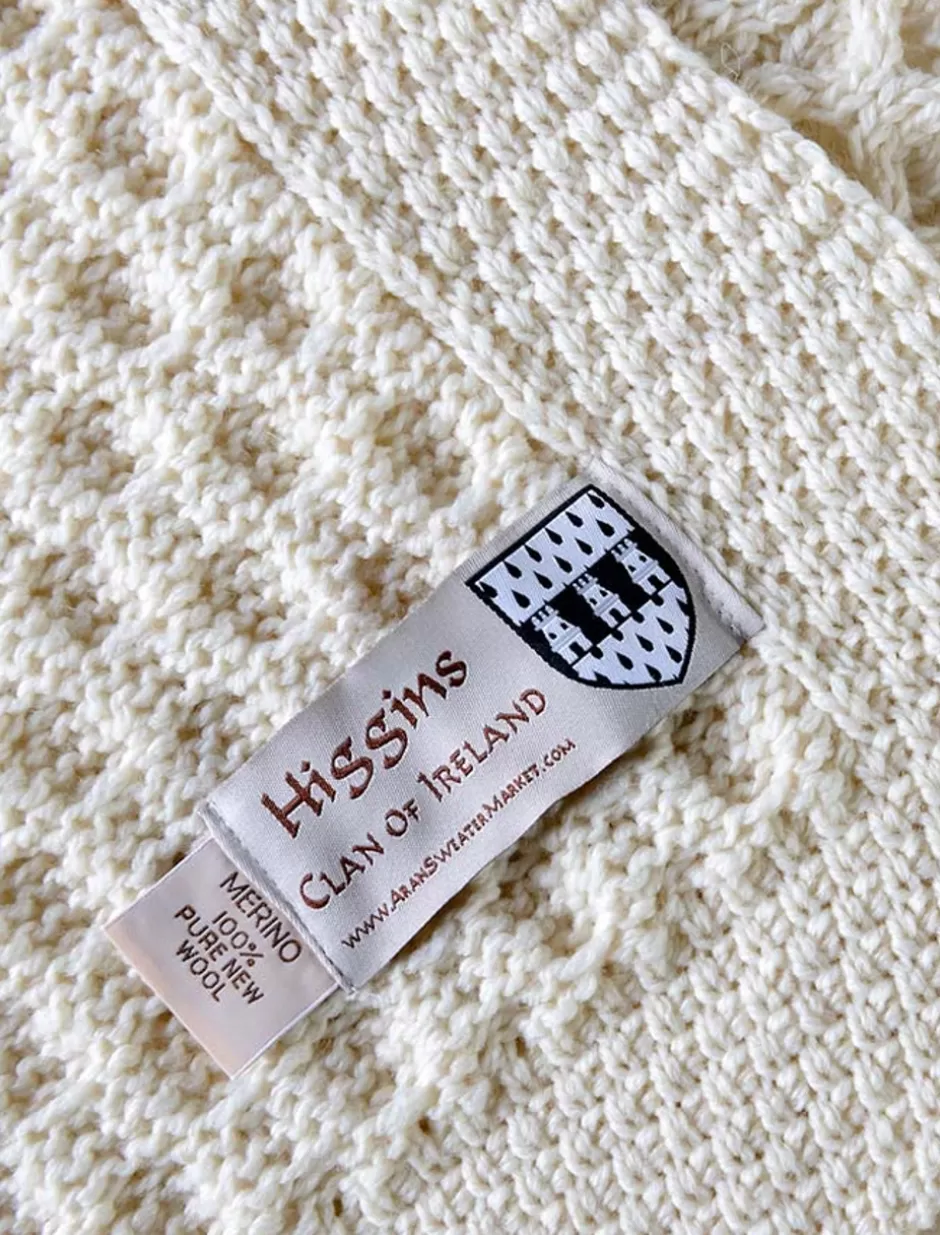 Higgins
Clan Of Ireland
www.AranSweaterMarket.com
MERINO
100%
PURE NEW
WOOL